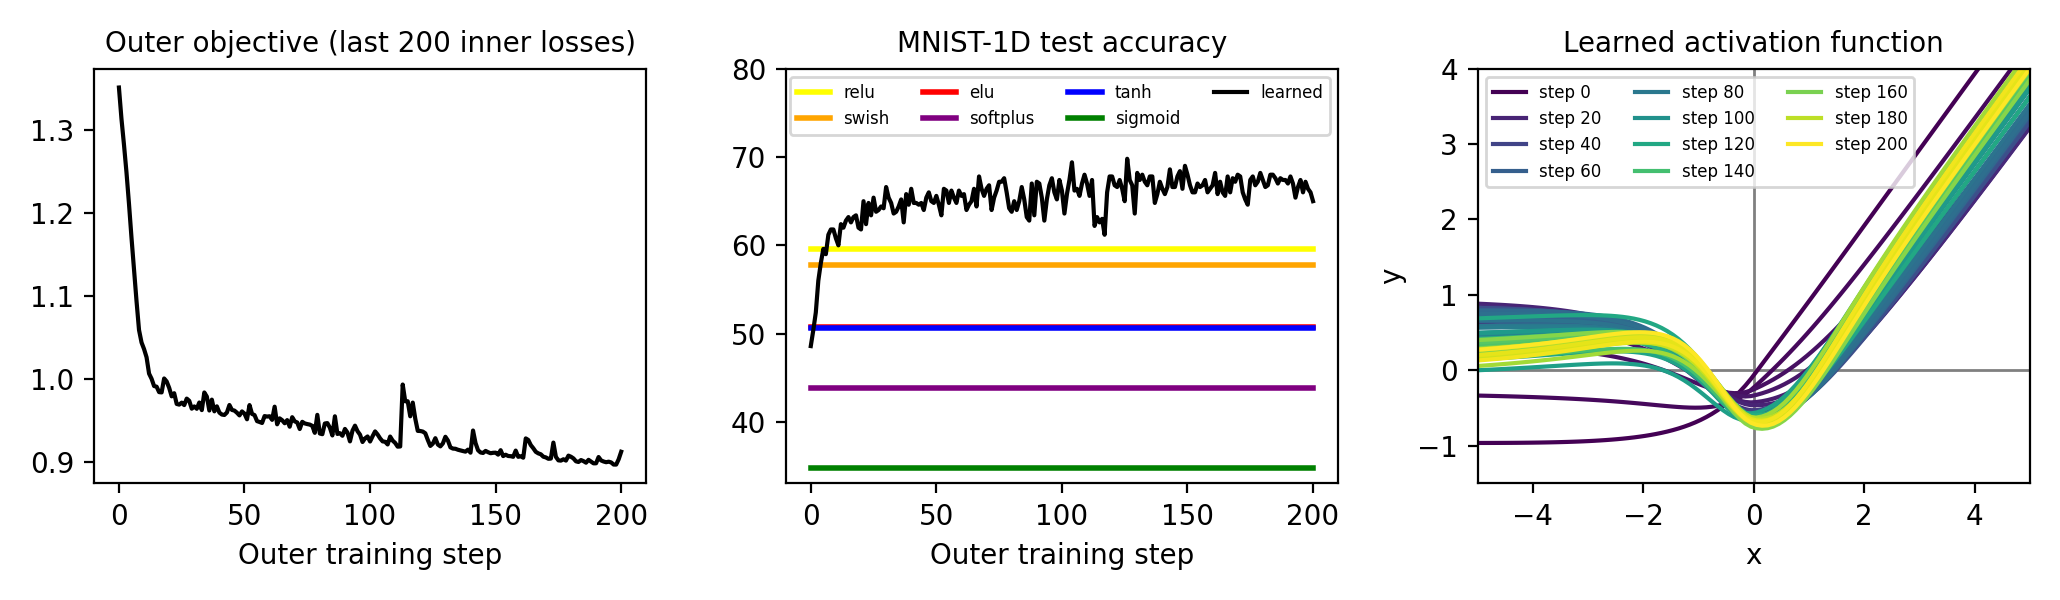 Outer objective (last 200 inner losses)
1.3
1.2
1.1
1.0
0.9
0
50
100
150
200
Outer training step
MNIST-1D test accuracy
80
70
60
50
40
relu
swish
elu
softplus
tanh
sigmoid
learned
0
50
100
150
200
Outer training step
Learned activation function
4
3
2
1
0
−1
y
step 0
step 20
step 40
step 60
step 80
step 100
step 120
step 140
step 160
step 180
step 200
−4
−2
0
2
4
x